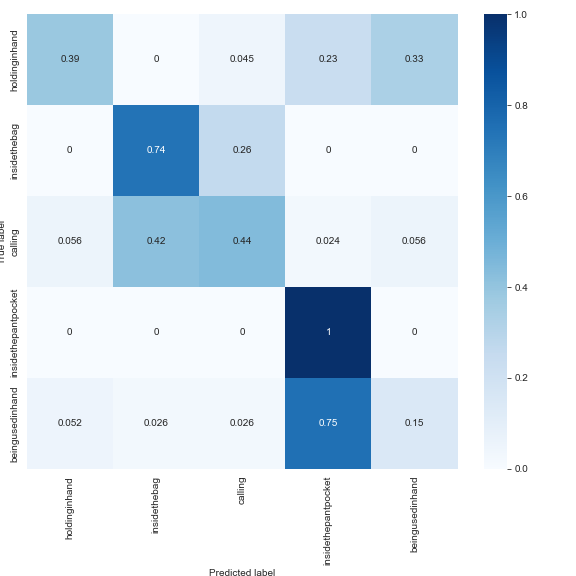 holdinginhand 0.39 0 0.045 0.23 0.33
insidethebag 0 0.74 0.26 0 0
True label
calling 0.056 0.42 0.44 0.024 0.056
insidethepantpocket 0 0 0 1 0
beingusedinhand 0.052 0.026 0.026 0.75 0.15
holdinginhand insidethebag calling insidethepantpocket beingusedinhand
Predicted label
1.0
0.8
0.6
0.4
0.2
0.0